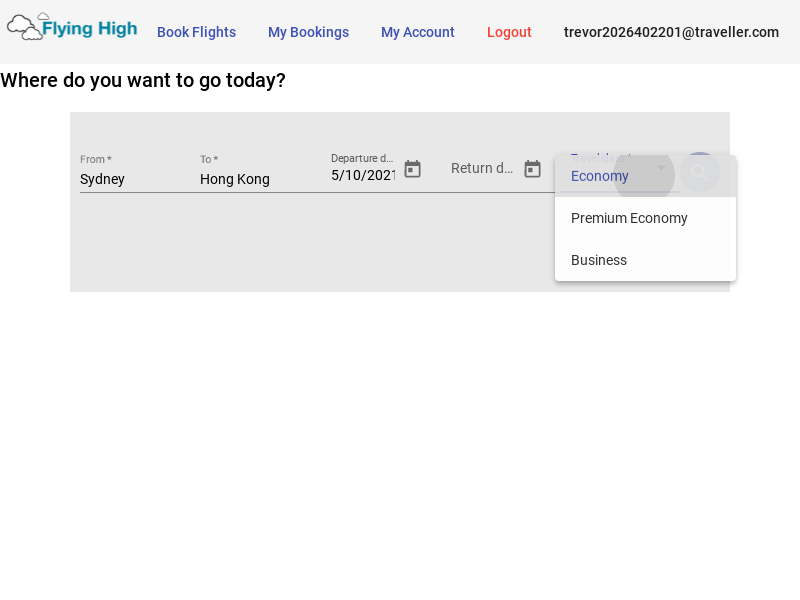 Flying High
Book Flights
My Bookings
My Account
Logout
trevor2026402201@traveller.com
Where do you want to go today?
From *
Sydney
To *
Hong Kong
Departure d...
5/10/2021
Return d...
Economy
Premium Economy
Business